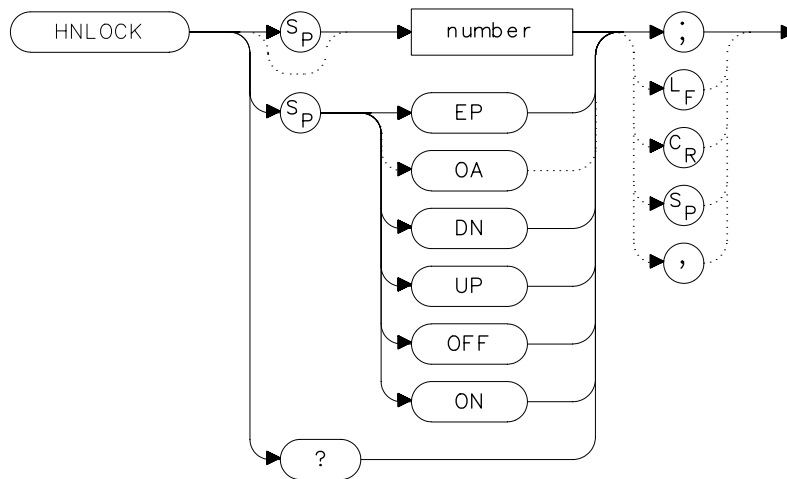 HNLOCK SP number ;
LF
SP EP
CR
OA
SP
DN
,
UP
OFF
ON
?